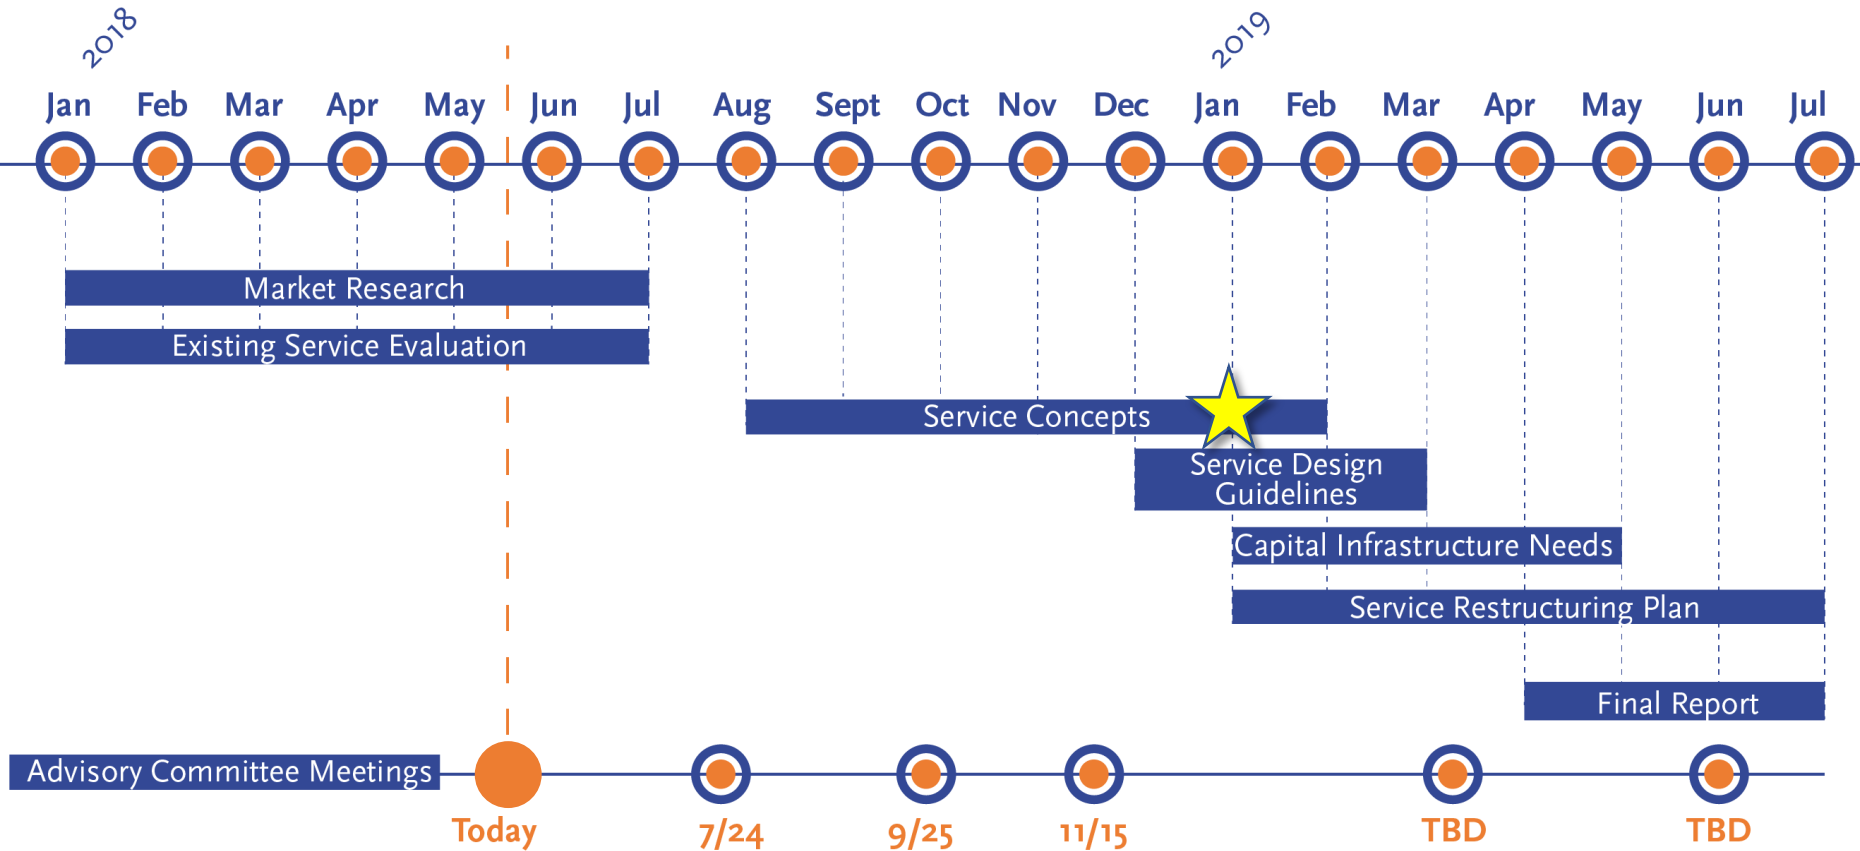 2018
2019
Jan Feb Mar Apr May Jun Jul Aug Sept Oct Nov Dec Jan Feb Mar Apr May Jun Jul
Market Research
Existing Service Evaluation
Service Concepts
Service Design
Guidelines
Capital Infrastructure Needs
Service Restructuring Plan
Final Report
Advisory Committee Meetings
Today 7/24 9/25 11/15 TBD TBD